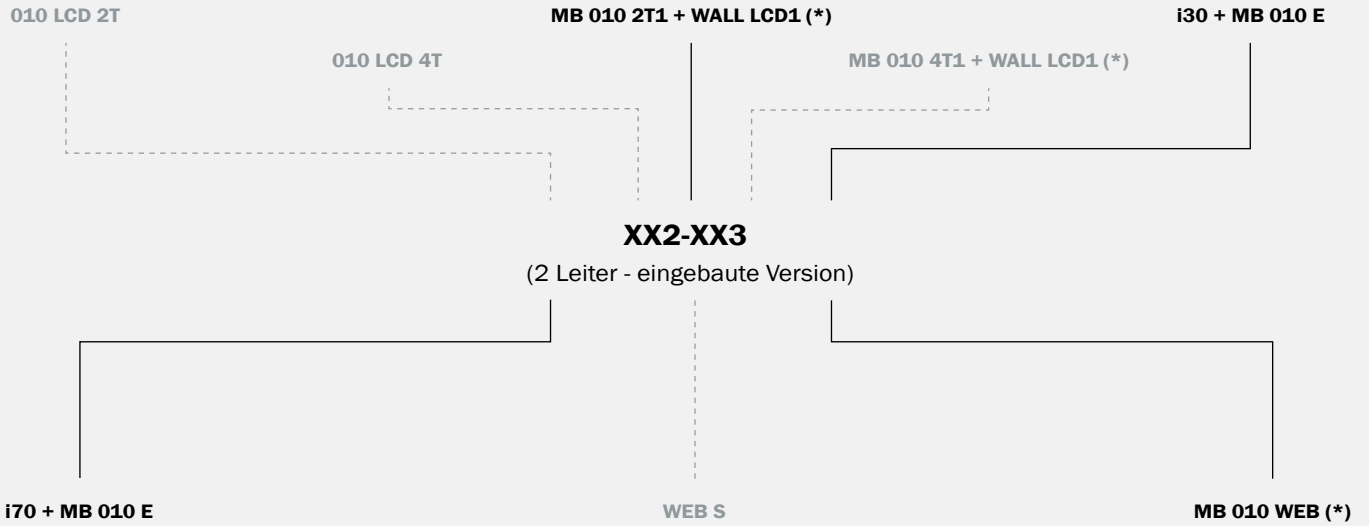 010 LCD 2T
MB 010 2T1 + WALL LCD1 (*)
i30 + MB 010 E
010 LCD 4T
MB 010 4T1 + WALL LCD1 (*)
XX2-XX3
(2 Leiter - eingebaute Version)
i70 + MB 010 E
WEB S
MB 010 WEB (*)